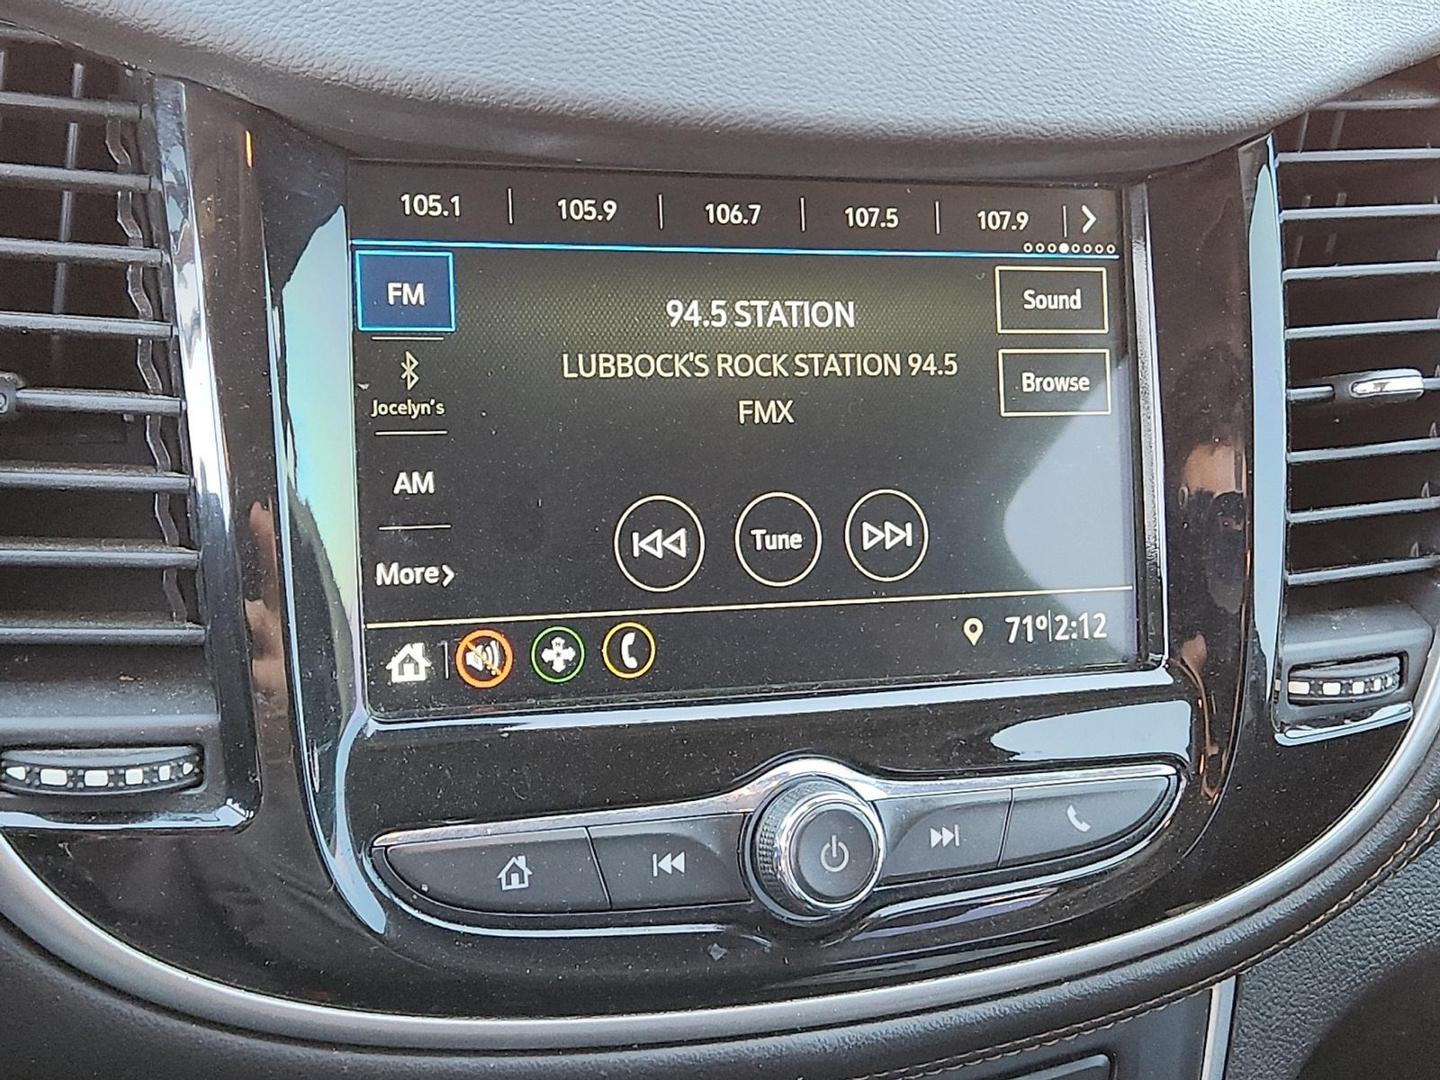 105.1 | 105.9 | 106.7 | 107.5 | 107.9
FM
94.5 STATION
Sound
LUBBOCK'S ROCK STATION 94.5
FMX
Browse
Jocelyn's
AM
Tune
More
71° 2:12